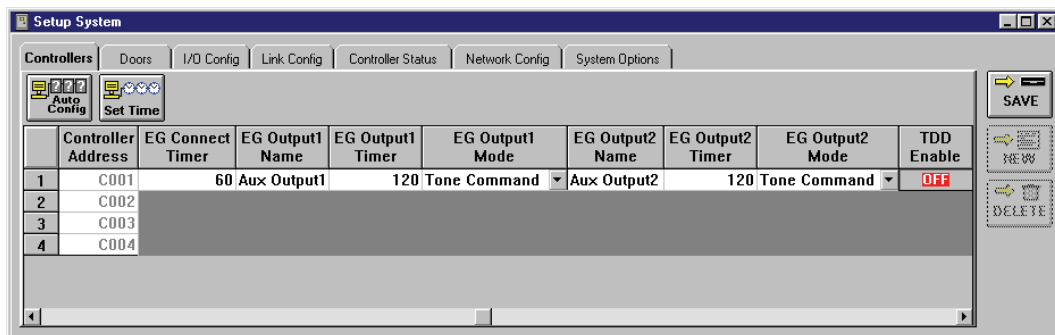 Setup System
Controllers Doors I/O Config Link Config Controller Status Network Config System Options
???
Auto Config
Set Time
SAVE
NEW
DELETE
Controller Address EG Connect Timer EG Output1 Name EG Output1 Timer EG Output1 Mode EG Output2 Name EG Output2 Timer EG Output2 Mode TDD Enable
1 C001 60 Aux Output1 120 Tone Command Aux Output2 120 Tone Command OFF
2 C002
3 C003
4 C004